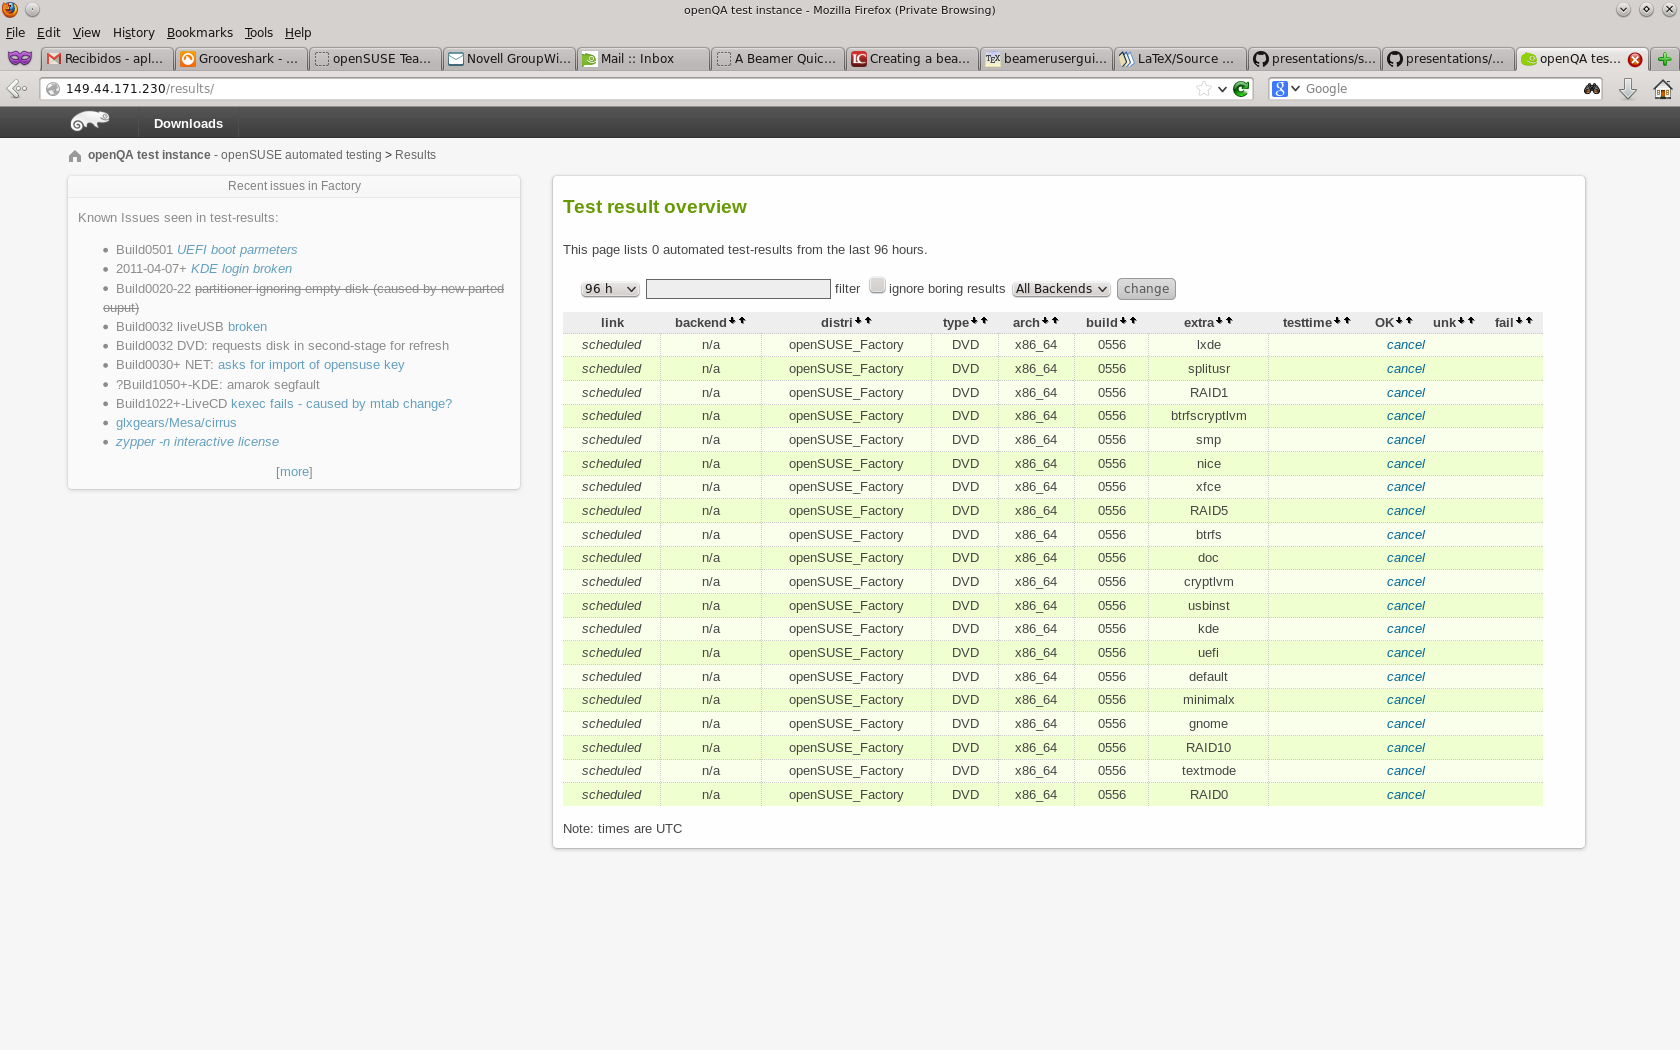 openQA test instance - Mozilla Firefox (Private Browsing)
File Edit View History Bookmarks Tools Help
Recibidos - apl... Grooveshark - ... openSUSE Tea... Novell GroupWi... Mail :: Inbox A Beamer Quic... Creating a bea... beameruserguí... LaTeX/Source ... presentations/s... presentations/... openQA tes...
149.44.171.230/results/ Google
Downloads
openQA test instance - openSUSE automated testing > Results
Recent issues in Factory
Known Issues seen in test-results:
Build0501 UEFI boot parmeters
2011-04-07+ KDE login broken
Build0020-22 partitioner ignoring empty disk (caused by new parted
ouput)
Build0032 liveUSB broken
Build0032 DVD: requests disk in second-stage for refresh
Build0030+ NET: asks for import of opensuse key
?Build1050+-KDE: amarok segfault
Build1022+-LiveCD kexec fails - caused by mtab change?
glxgears/Mesa/cirrus
zypper -n interactive license
[more]
Test result overview
This page lists 0 automated test-results from the last 96 hours.
96 h filter ignore boring results All Backends change
link backend distri type arch build extra testtime OK unk fail
scheduled n/a openSUSE_Factory DVD x86_64 0556 lxde cancel
scheduled n/a openSUSE_Factory DVD x86_64 0556 splitusr cancel
scheduled n/a openSUSE_Factory DVD x86_64 0556 RAID1 cancel
scheduled n/a openSUSE_Factory DVD x86_64 0556 btrfscryptlvm cancel
scheduled n/a openSUSE_Factory DVD x86_64 0556 smp cancel
scheduled n/a openSUSE_Factory DVD x86_64 0556 nice cancel
scheduled n/a openSUSE_Factory DVD x86_64 0556 xfce cancel
scheduled n/a openSUSE_Factory DVD x86_64 0556 RAID5 cancel
scheduled n/a openSUSE_Factory DVD x86_64 0556 btrfs cancel
scheduled n/a openSUSE_Factory DVD x86_64 0556 doc cancel
scheduled n/a openSUSE_Factory DVD x86_64 0556 cryptlvm cancel
scheduled n/a openSUSE_Factory DVD x86_64 0556 usbinst cancel
scheduled n/a openSUSE_Factory DVD x86_64 0556 kde cancel
scheduled n/a openSUSE_Factory DVD x86_64 0556 uefi cancel
scheduled n/a openSUSE_Factory DVD x86_64 0556 default cancel
scheduled n/a openSUSE_Factory DVD x86_64 0556 minimalx cancel
scheduled n/a openSUSE_Factory DVD x86_64 0556 gnome cancel
scheduled n/a openSUSE_Factory DVD x86_64 0556 RAID10 cancel
scheduled n/a openSUSE_Factory DVD x86_64 0556 textmode cancel
scheduled n/a openSUSE_Factory DVD x86_64 0556 RAID0 cancel
Note: times are UTC